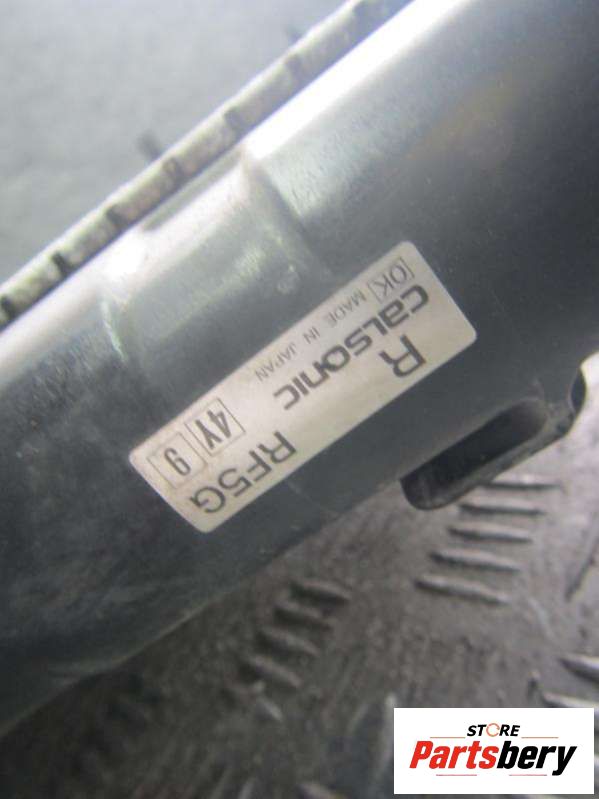 R
calsonic
OK MADE IN JAPAN
RF5G
4Y 9
STORE
Partsbery